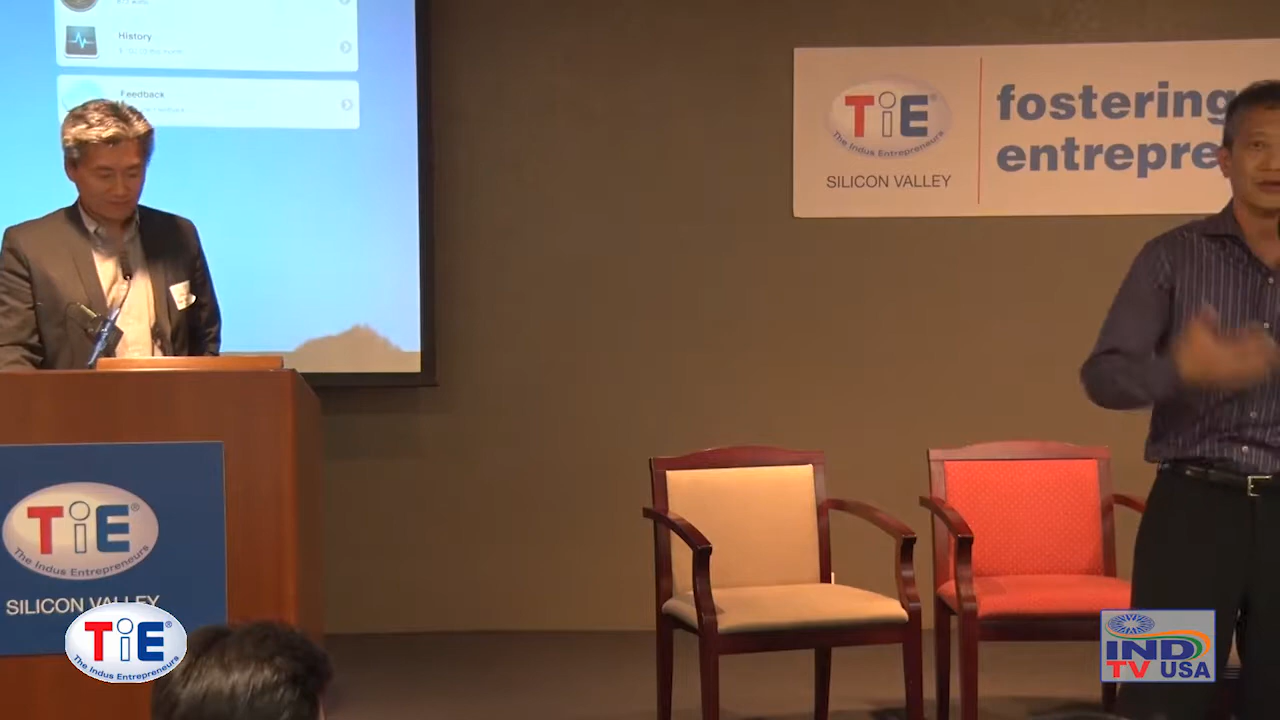 History
Feedback
TiE®
The Indus Entrepreneurs
SILICON VALLEY
fostering
entrepre
TiE®
The Indus Entrepreneurs
SILICON VALLEY
TiE®
The Indus Entrepreneurs
IND
TV USA